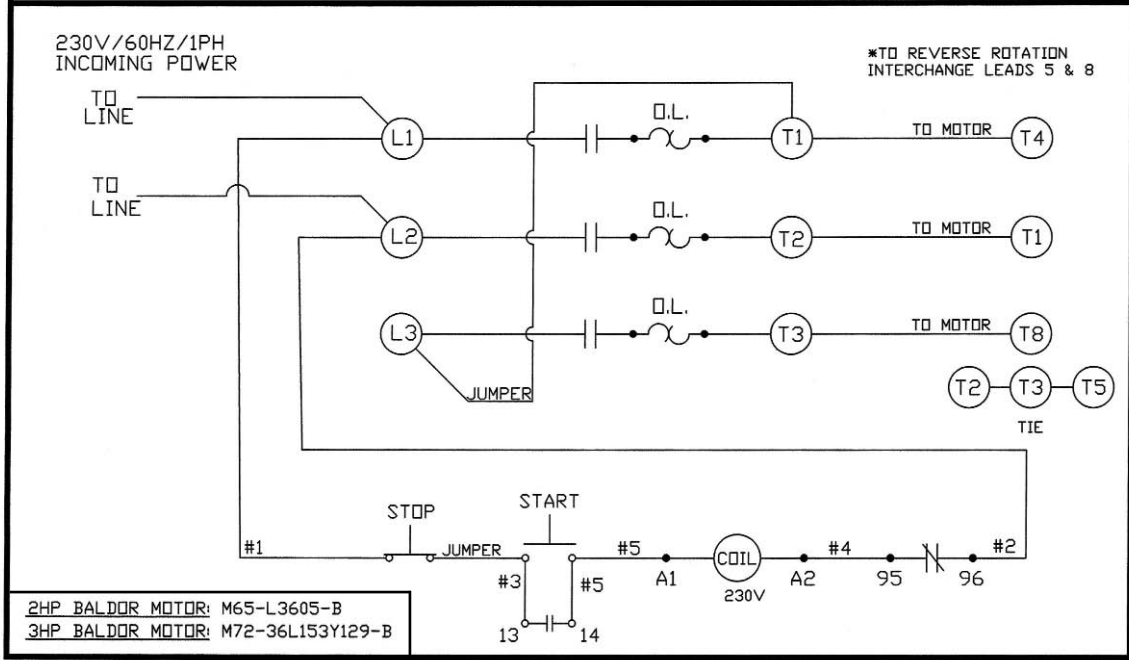 230V/60HZ/1PH
INCOMING POWER
*TO REVERSE ROTATION
INTERCHANGE LEADS 5 & 8
TO
LINE
L1
O.L.
T1
TO MOTOR
T4
TO
LINE
L2
O.L.
T2
TO MOTOR
T1
L3
O.L.
T3
TO MOTOR
T8
JUMPER
T2
T3
T5
TIE
STOP
START
#1
JUMPER
#3
#5
#5
A1
COIL
230V
A2
#4
95
96
#2
13
14
2HP BALDOR MOTOR: M65-L3605-B
3HP BALDOR MOTOR: M72-36L153Y129-B